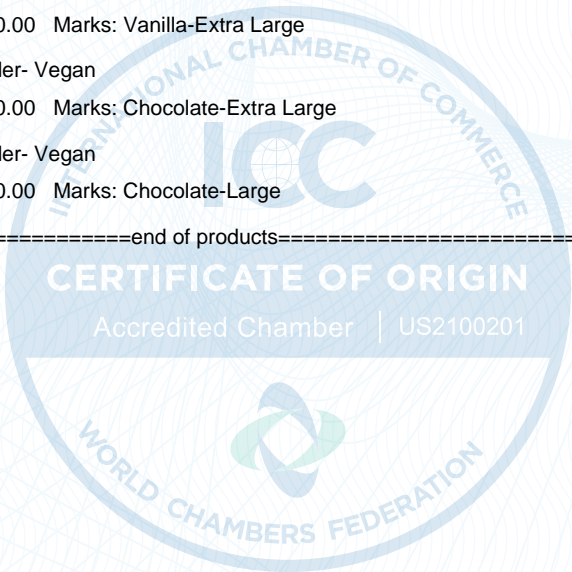 0.00 Marks: Vanilla-Extra Large
der- Vegan
0.00 Marks: Chocolate-Extra Large
der- Vegan
0.00 Marks: Chocolate-Large
===========end of products========================
INTERNATIONAL CHAMBER OF COMMERCE
ICC
CERTIFICATE OF ORIGIN
Accredited Chamber | US2100201
WORLD CHAMBERS FEDERATION